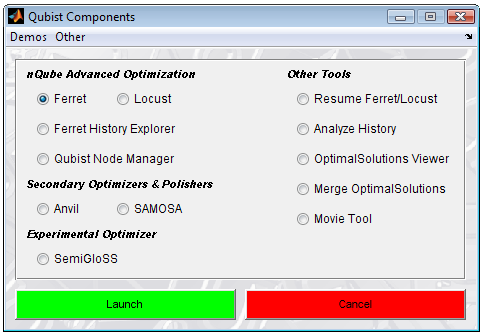 Qubist Components
Demos Other
nQube Advanced Optimization
Ferret Locust
Ferret History Explorer
Qubist Node Manager
Secondary Optimizers & Polishers
Anvil SAMOSA
Experimental Optimizer
SemiGloSS
Other Tools
Resume Ferret/Locust
Analyze History
OptimalSolutions Viewer
Merge OptimalSolutions
Movie Tool
Launch Cancel